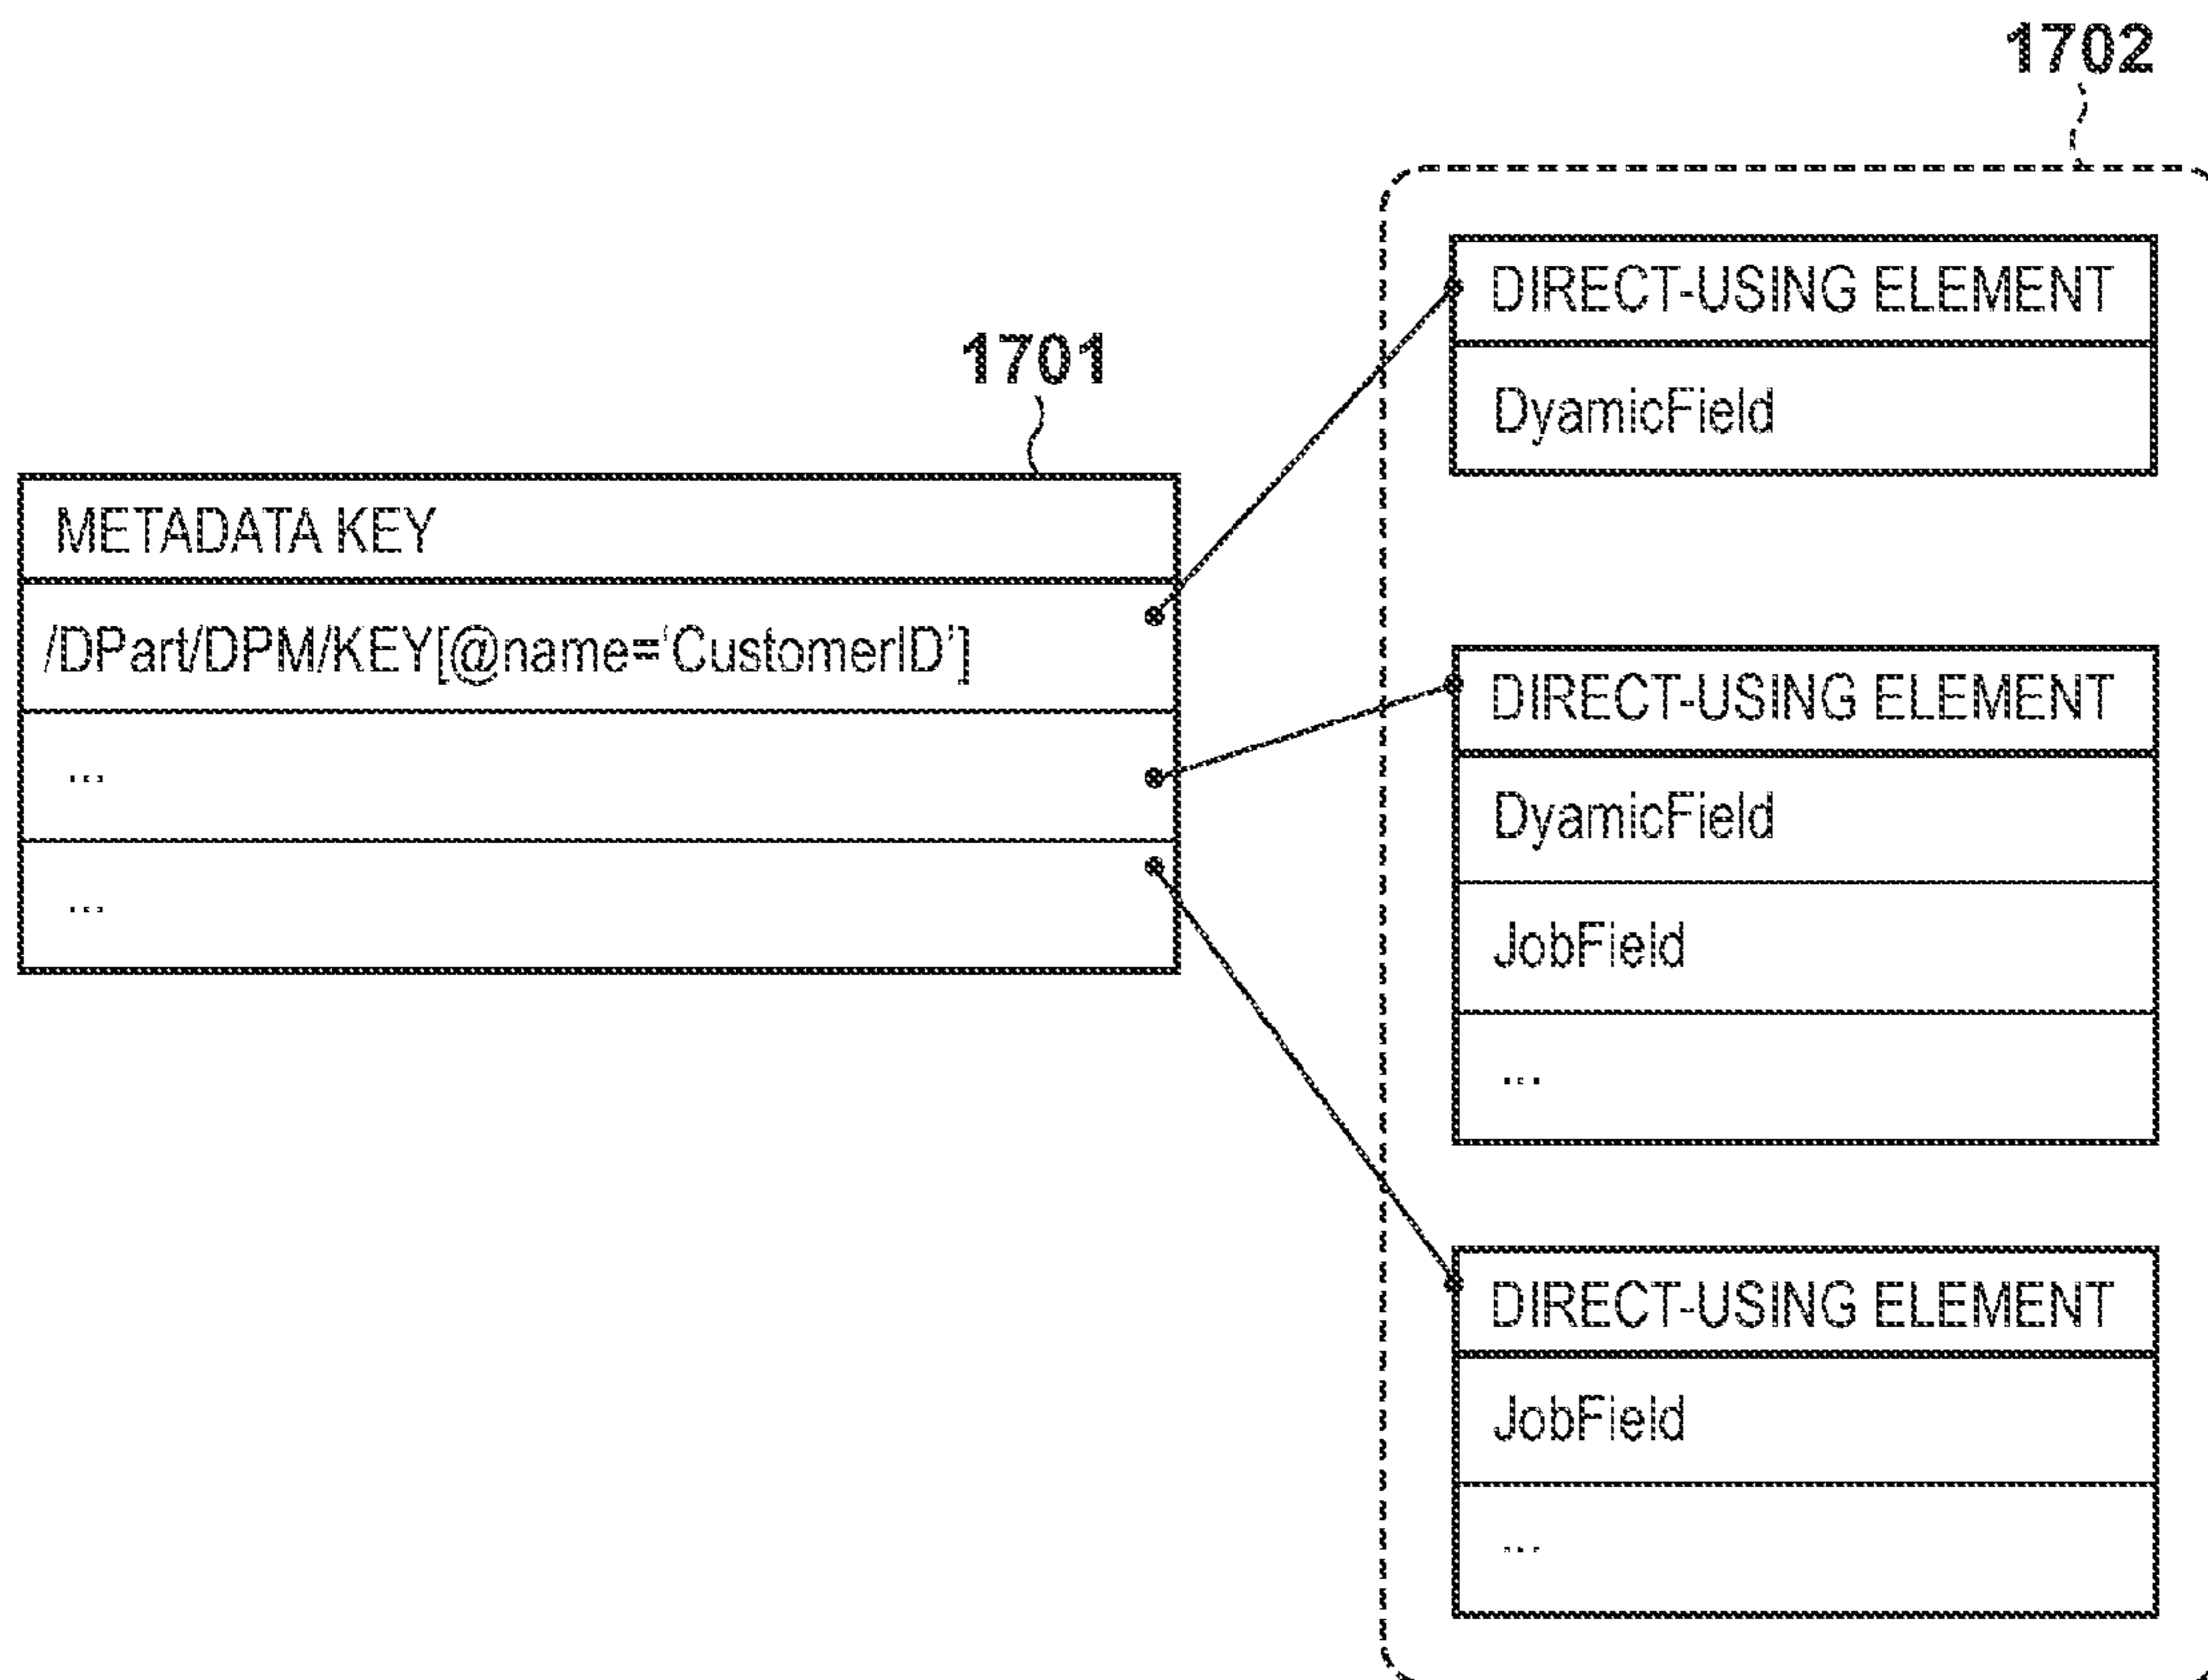 1702
1701
METADATA KEY
/DPart/DPM/KEY[@name='CustomerID']
...
...
DIRECT-USING ELEMENT
DyamicField
DIRECT-USING ELEMENT
DyamicField
JobField
...
DIRECT-USING ELEMENT
JobField
...